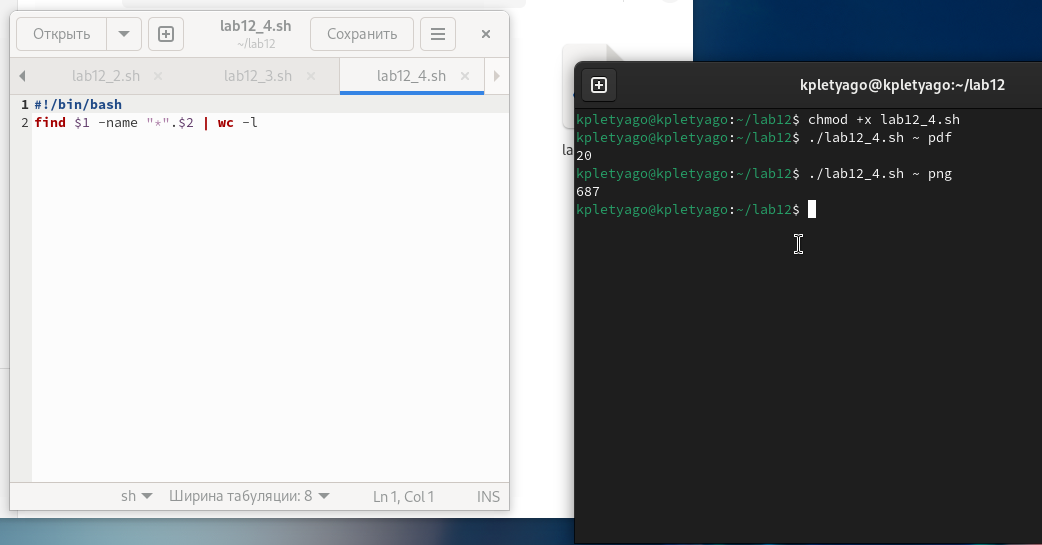 Открыть
lab12_4.sh
~/lab12
Сохранить
lab12_2.sh
lab12_3.sh
lab12_4.sh
1 #!/bin/bash
2 find $1 -name "*".$2 | wc -l
sh
Ширина табуляции: 8
Ln 1, Col 1
INS
la
kpletyago@kpletyago:~/lab12
kpletyago@kpletyago:~/lab12$ chmod +x lab12_4.sh
kpletyago@kpletyago:~/lab12$ ./lab12_4.sh ~ pdf
20
kpletyago@kpletyago:~/lab12$ ./lab12_4.sh ~ png
687
kpletyago@kpletyago:~/lab12$